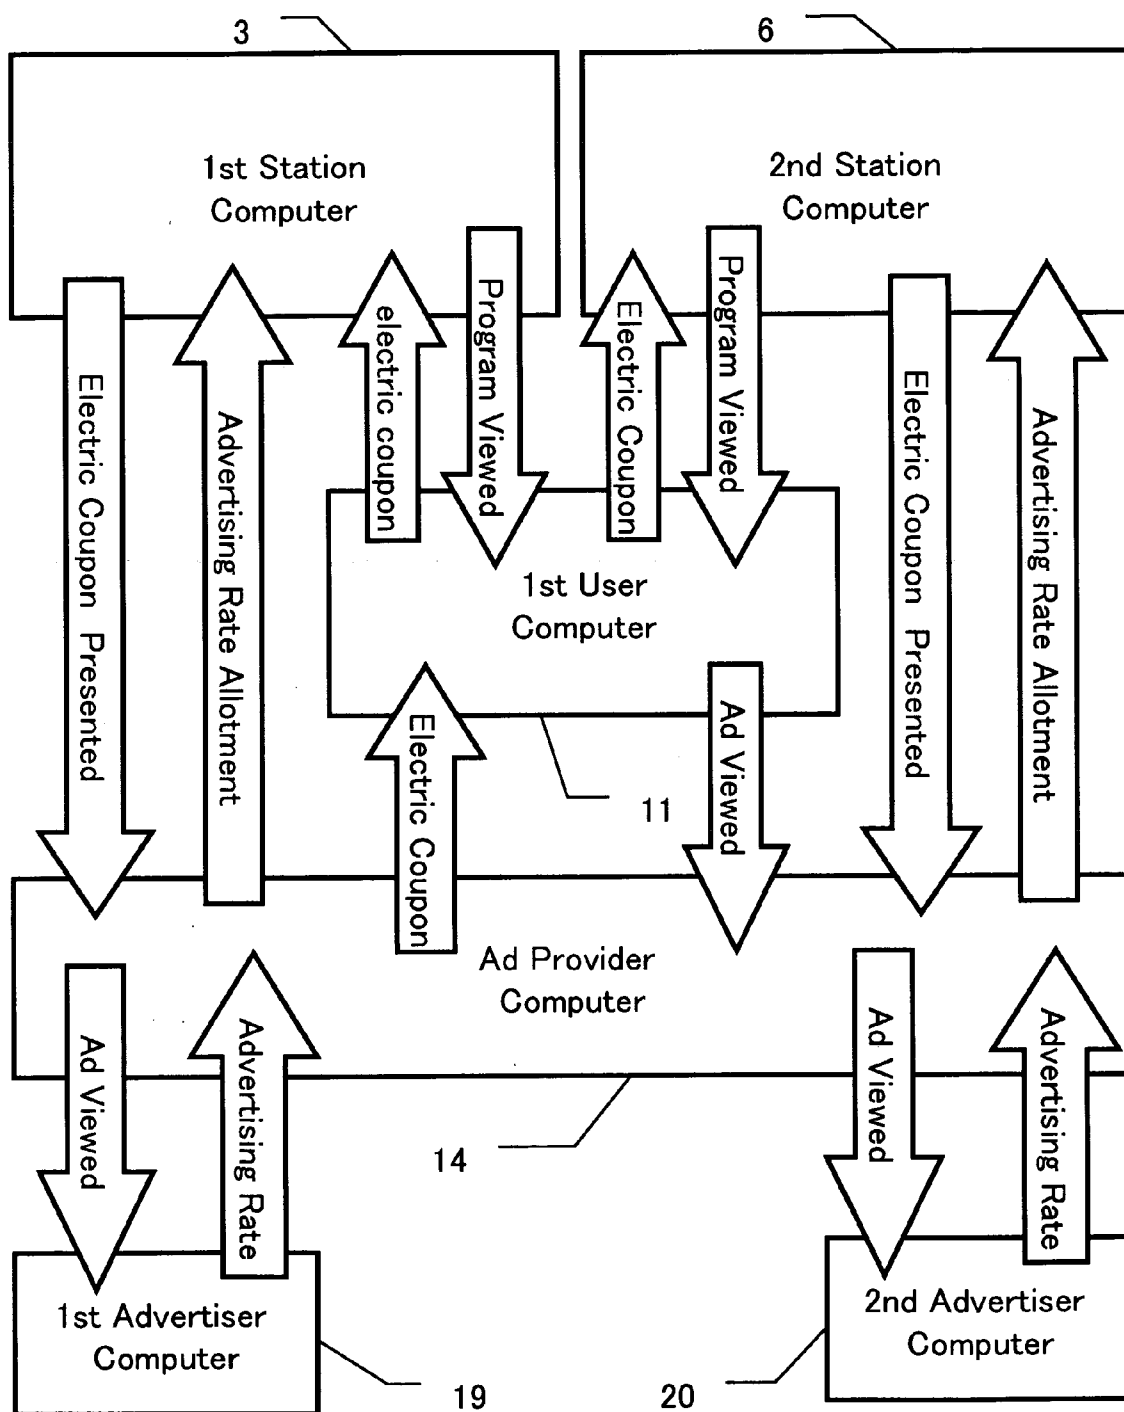 3
6
1st Station
Computer
2nd Station
Computer
Electric Coupon Presented
Advertising Rate Allotment
electric coupon
Program Viewed
Electric Coupon
Program Viewed
Electric Coupon Presented
Advertising Rate Allotment
1st User
Computer
11
Electric Coupon
Ad Viewed
Ad Provider
Computer
14
Ad Viewed
Advertising Rate
Ad Viewed
Advertising Rate
1st Advertiser
Computer
19
2nd Advertiser
Computer
20